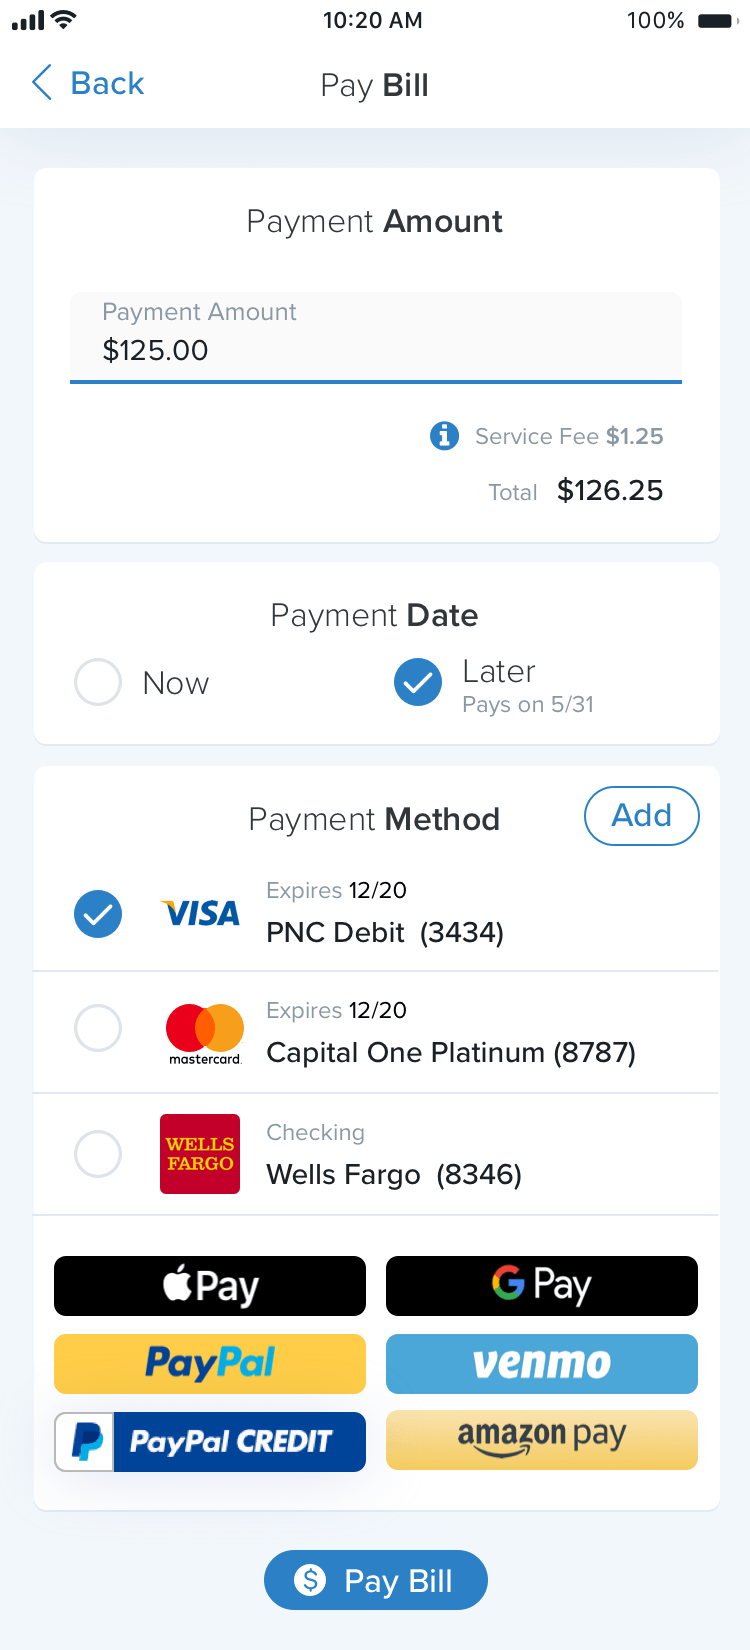 10:20 AM
100%
Back
Pay Bill
Payment Amount
Payment Amount
$125.00
Service Fee $1.25
Total $126.25
Payment Date
Now
Later
Pays on 5/31
Payment Method
Add
Expires 12/20
VISA
PNC Debit (3434)
Expires 12/20
mastercard.
Capital One Platinum (8787)
Checking
WELLS
FARGO
Wells Fargo (8346)
Pay
G Pay
PayPal
venmo
PayPal CREDIT
amazon pay
Pay Bill